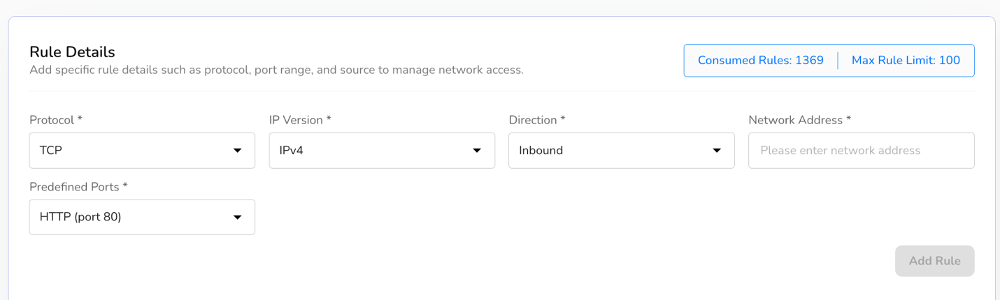 Rule Details
Add specific rule details such as protocol, port range, and source to manage network access.
Consumed Rules: 1369 | Max Rule Limit: 100
Protocol * IP Version * Direction * Network Address *
TCP IPv4 Inbound Please enter network address
Predefined Ports *
HTTP (port 80)
Add Rule